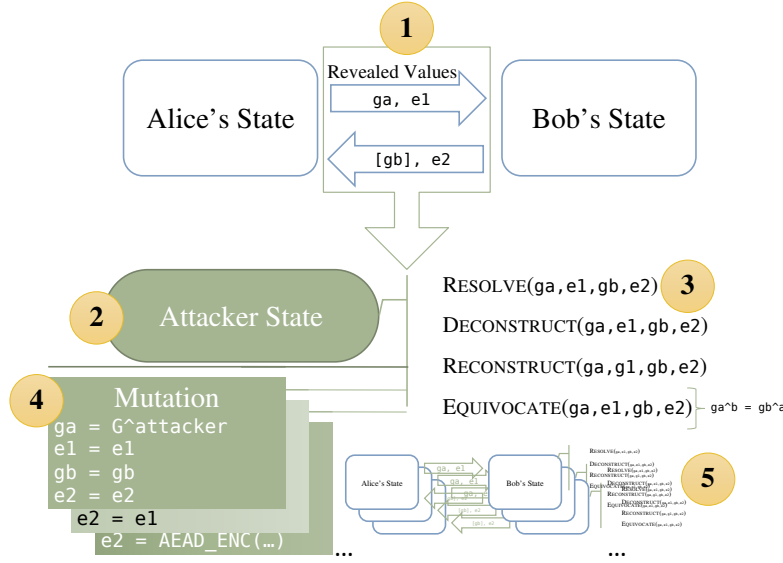 1
Revealed Values
Alice's State
ga, e1
Bob's State
[gb], e2
2
Attacker State
RESOLVE(ga,e1,gb,e2)
3
DECONSTRUCT(ga,e1,gb,e2)
RECONSTRUCT(ga,g1,gb,e2)
EQUIVOCATE(ga,e1,gb,e2)
ga^b = gb^a
4
Mutation
ga = G^attacker
e1 = e1
gb = gb
e2 = e2
e2 = e1
e2 = AEAD_ENC(…)
Alice's State
ga, e1
Bob's State
...
5
...